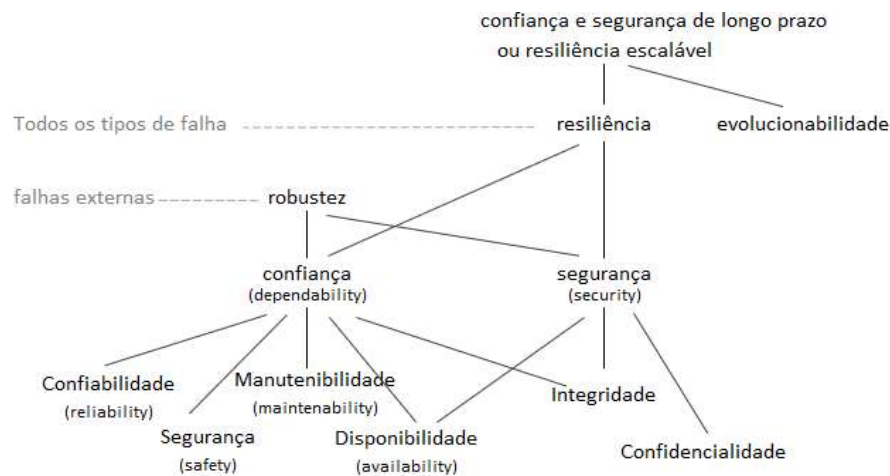 confiança e segurança de longo prazo
ou resiliência escalável
Todos os tipos de falha
resiliência
evolucionabilidade
falhas externas
robustez
confiança
(dependability)
segurança
(security)
Confiabilidade
(reliability)
Manutenibilidade
(maintenability)
Integridade
Segurança
(safety)
Disponibilidade
(availability)
Confidencialidade